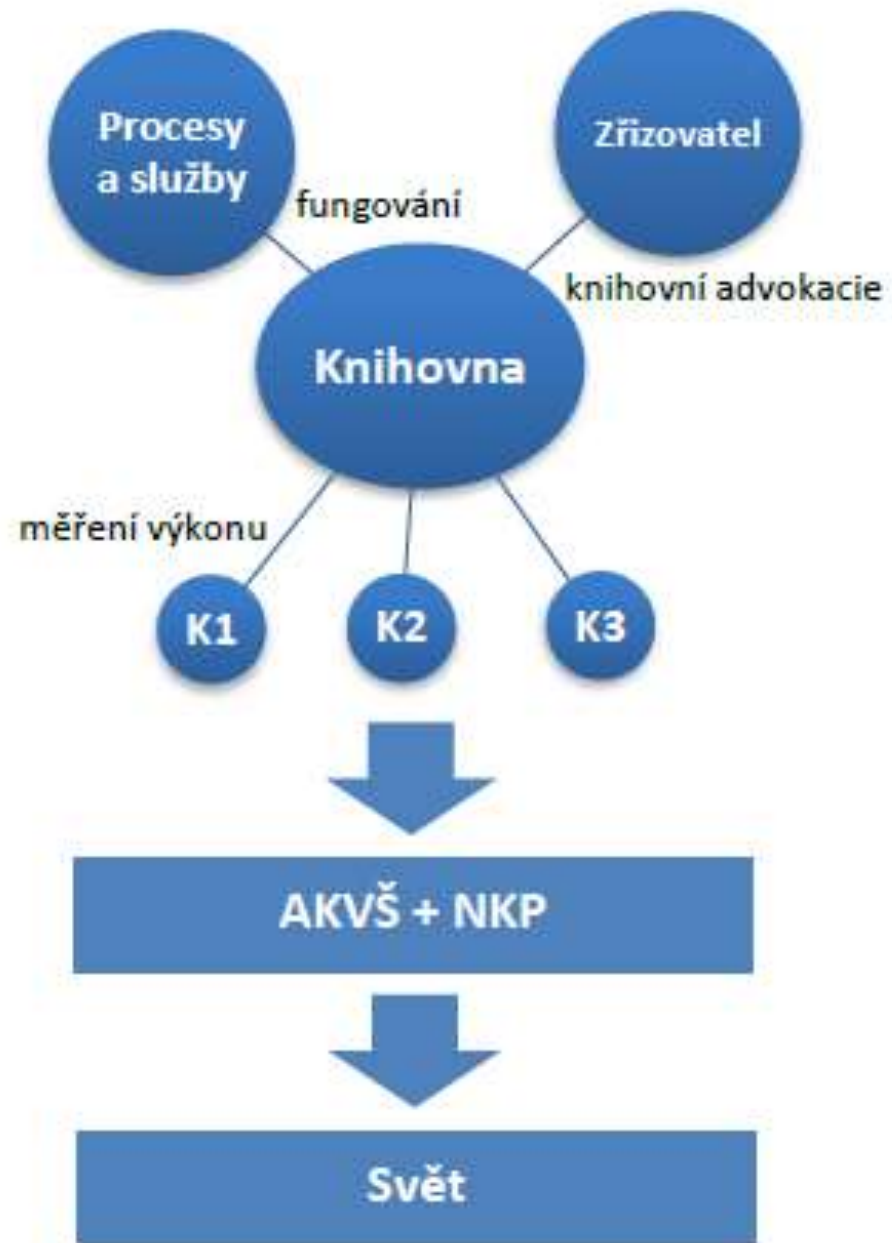 Procesy
a služby
Zřizovatel
fungování
knihovní advokacie
Knihovna
měření výkonu
K1
K2
K3
AKVŠ + NKP
Svět